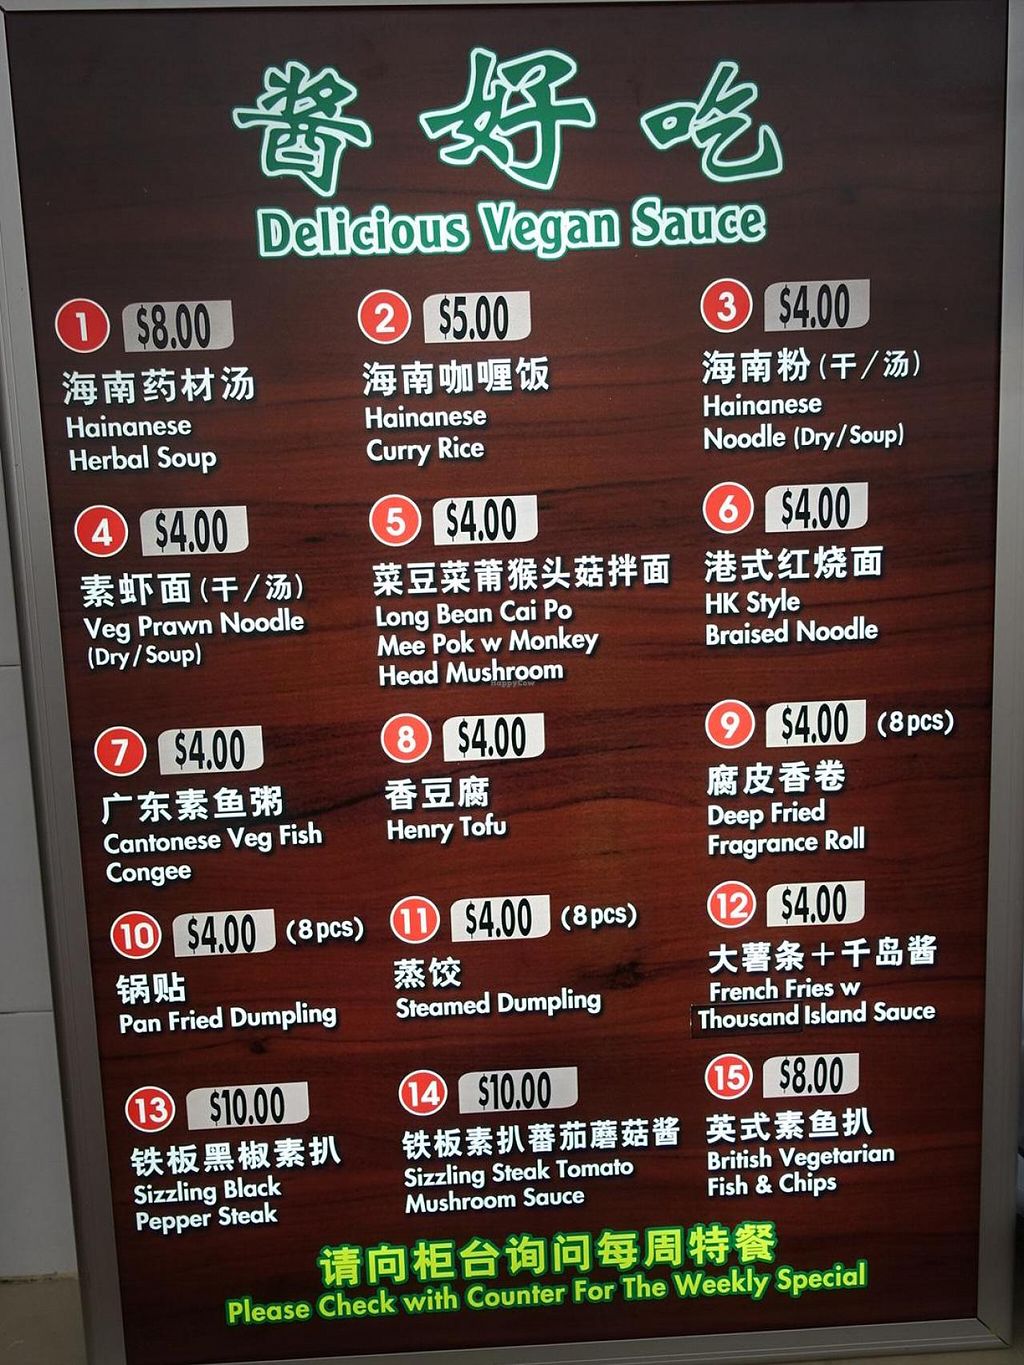 酱好吃
Delicious Vegan Sauce
1 $8.00
海南药材汤
Hainanese
Herbal Soup
2 $5.00
海南咖喱饭
Hainanese
Curry Rice
3 $4.00
海南粉(干/汤)
Hainanese
Noodle (Dry/Soup)
4 $4.00
素虾面(干/汤)
Veg Prawn Noodle
(Dry/Soup)
5 $4.00
菜豆菜莆猴头菇拌面
Long Bean Cai Po
Mee Pok w Monkey
Head Mushroom
HappyCow
6 $4.00
港式红烧面
HK Style
Braised Noodle
7 $4.00
广东素鱼粥
Cantonese Veg Fish
Congee
8 $4.00
香豆腐
Henry Tofu
9 $4.00 (8pcs)
腐皮香卷
Deep Fried
Fragrance Roll
10 $4.00 (8pcs)
锅贴
Pan Fried Dumpling
11 $4.00 (8pcs)
蒸饺
Steamed Dumpling
12 $4.00
大薯条+千岛酱
French Fries w
Thousand Island Sauce
13 $10.00
铁板黑椒素扒
Sizzling Black
Pepper Steak
14 $10.00
铁板素扒蕃茄蘑菇酱
Sizzling Steak Tomato
Mushroom Sauce
15 $8.00
英式素鱼扒
British Vegetarian
Fish & Chips
请向柜台询问每周特餐
Please Check with Counter For The Weekly Special